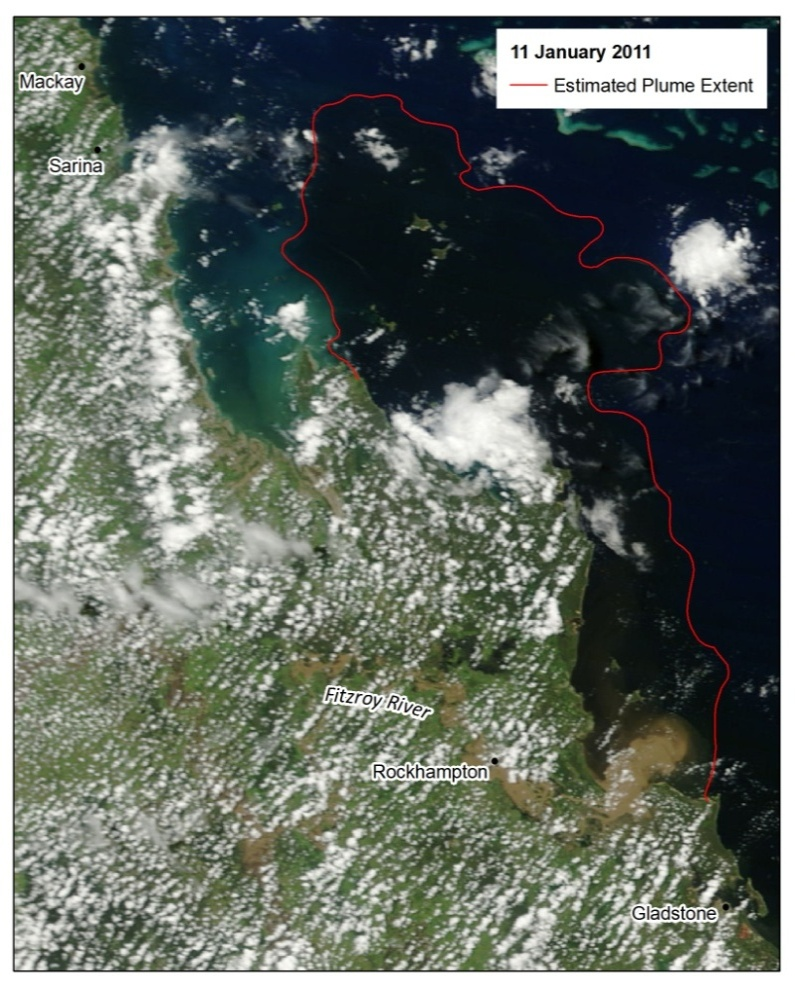 11 January 2011
Estimated Plume Extent
Mackay
Sarina
Fitzroy River
Rockhampton
Gladstone